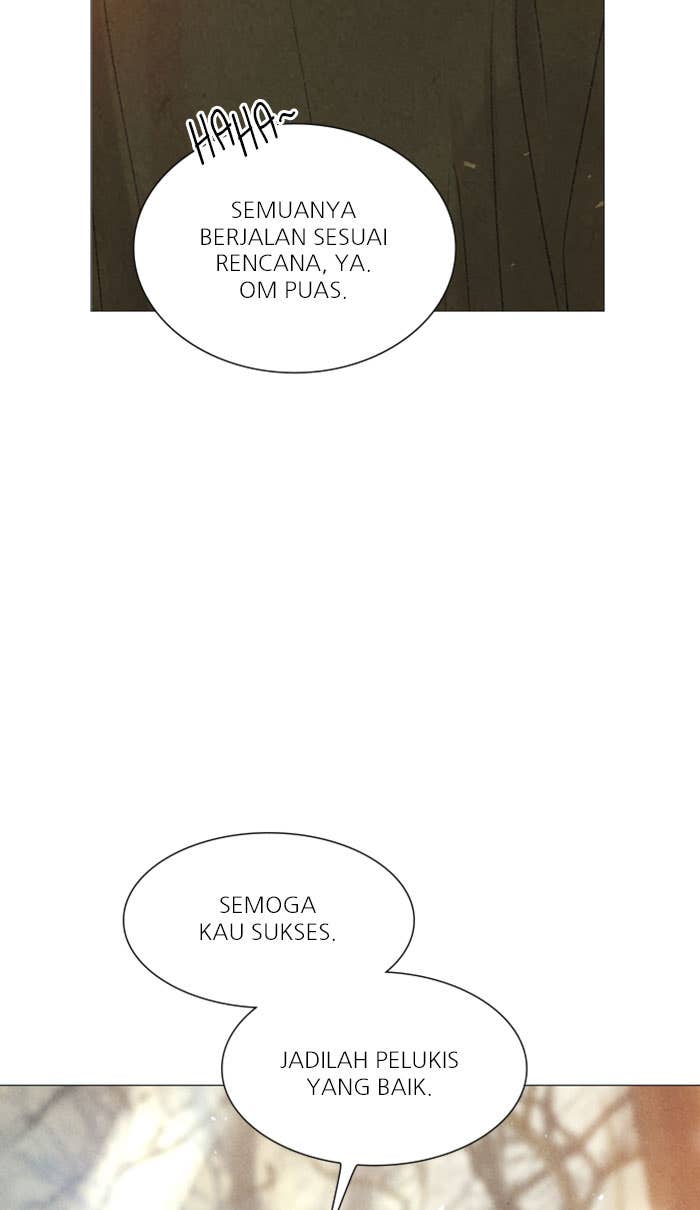 HAHA~
SEMUANYA
BERJALAN SESUAI
RENCANA, YA.
OM PUAS.
SEMOGA
KAU SUKSES.
JADILAH PELUKIS
YANG BAIK.